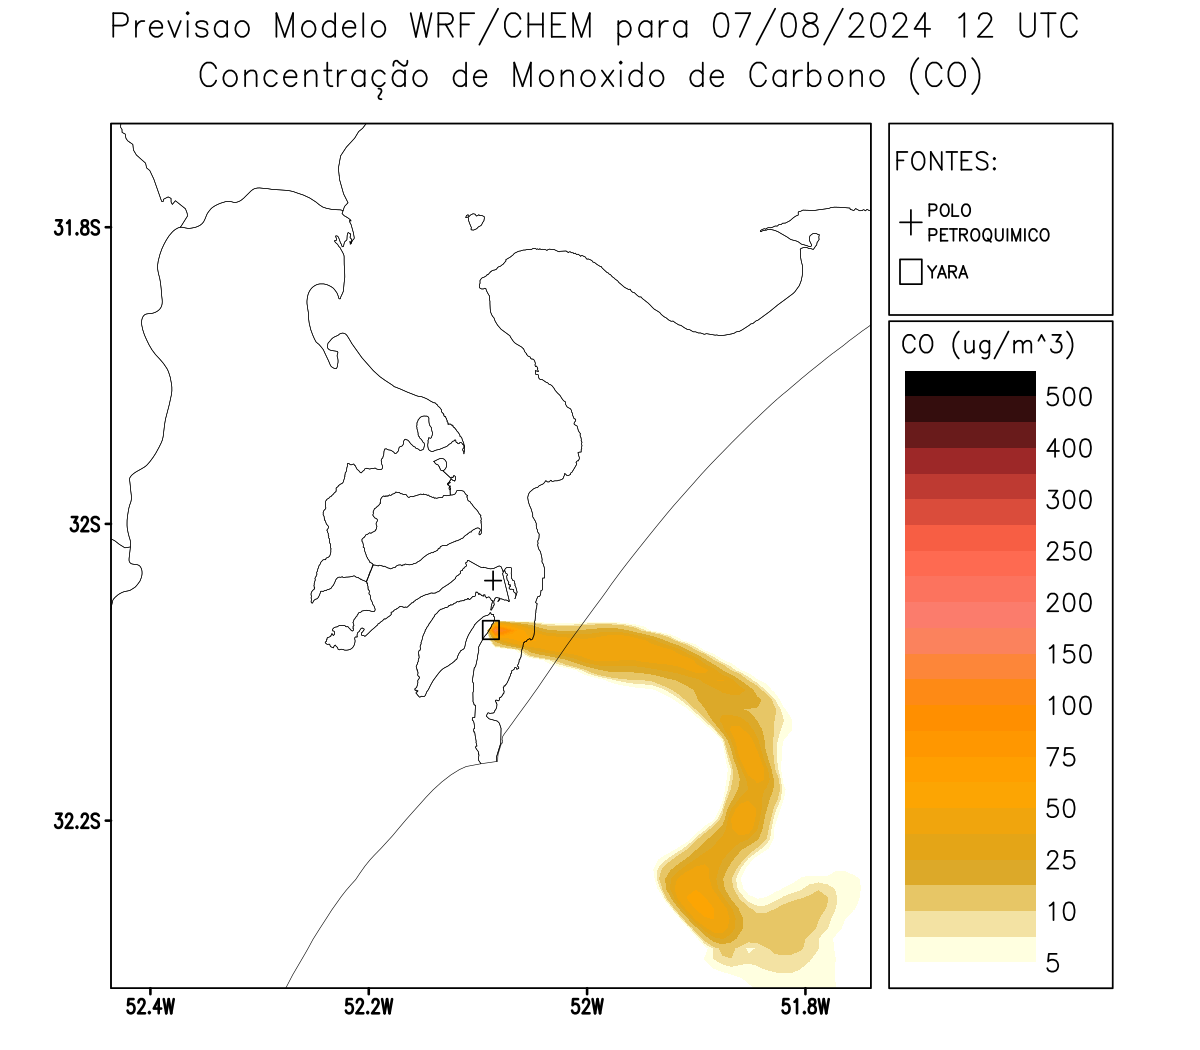 Previsao Modelo WRF/CHEM para 07/08/2024 12 UTC
Concentração de Monoxido de Carbono (CO)
FONTES:
POLO
PETROQUIMICO
YARA
CO (ug/m^3)
500
400
300
250
200
150
100
75
50
25
10
5
31.8S
32S
32.2S
52.4W
52.2W
52W
51.8W